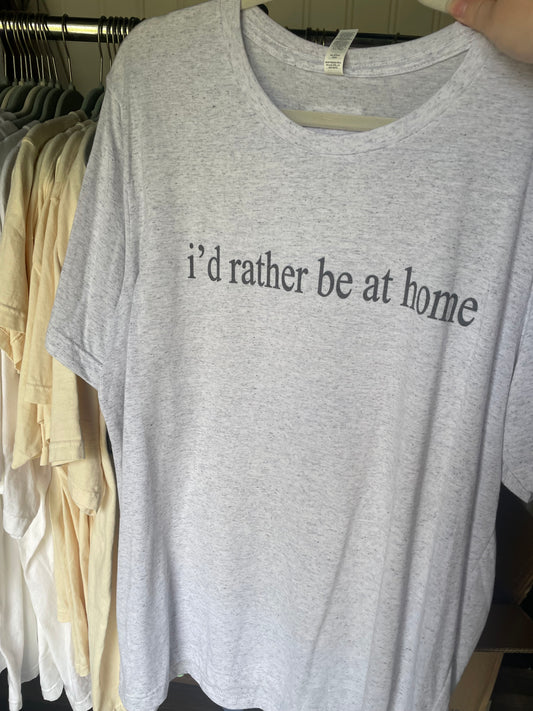 i'd rather be at home